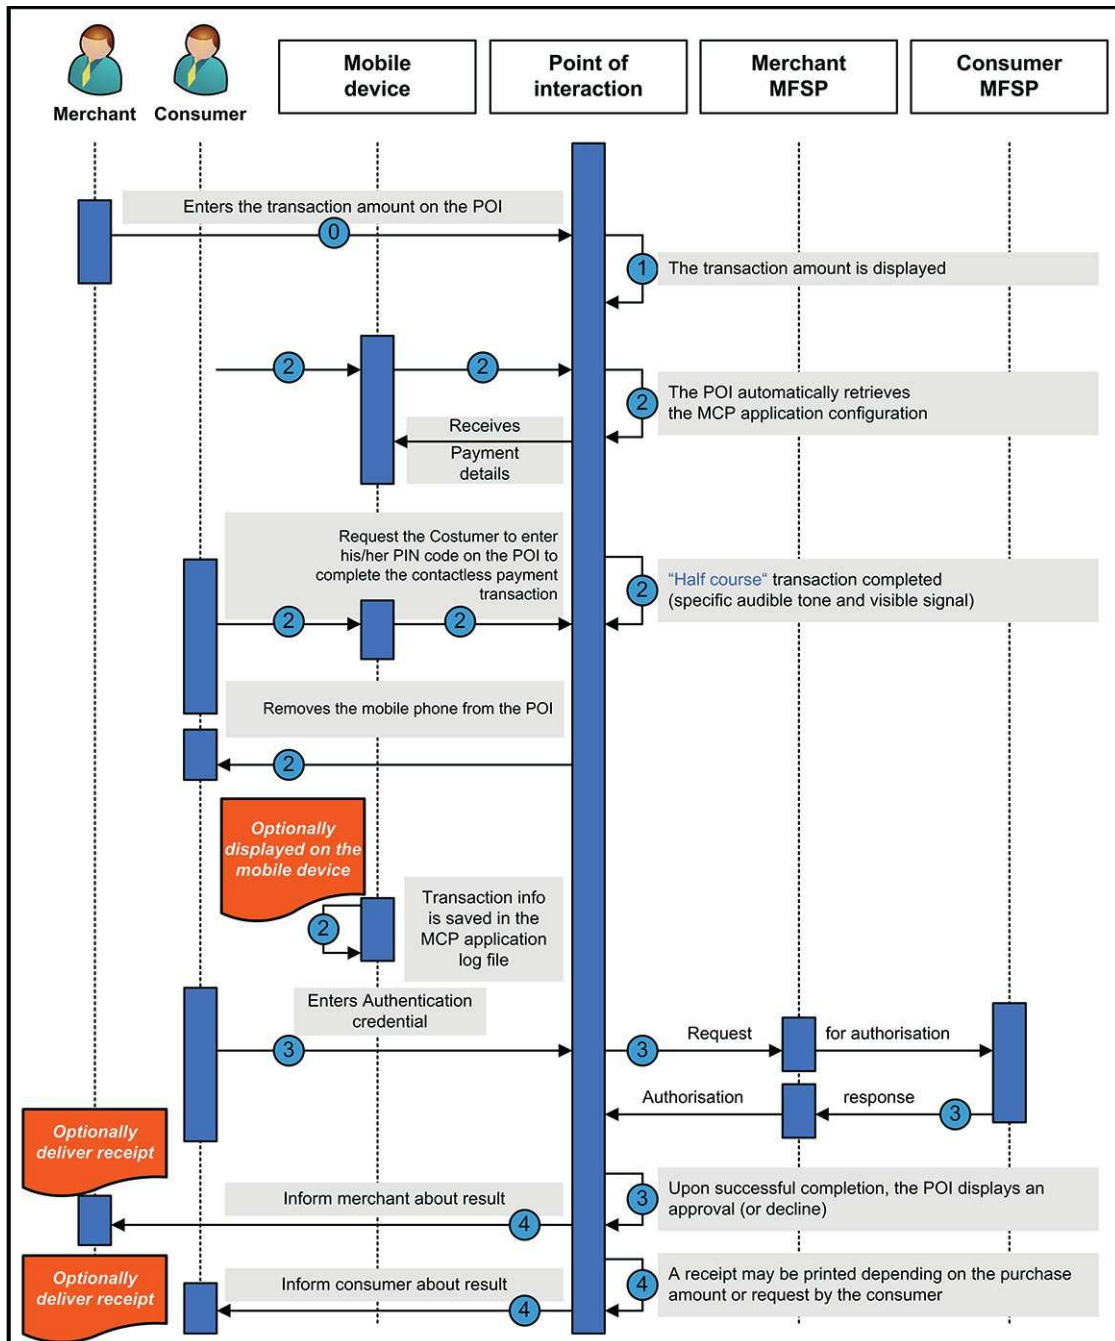 Merchant
Consumer
Mobile
device
Point of
interaction
Merchant
MFSP
Consumer
MFSP
Enters the transaction amount on the POI
0
1
The transaction amount is displayed
2
2
2
The POI automatically retrieves
the MCP application configuration
Receives
Payment
details
Request the Costumer to enter
his/her PIN code on the POI to
complete the contactless payment
transaction
2
2
2
"Half course" transaction completed
(specific audible tone and visible signal)
Removes the mobile phone from the POI
2
Optionally
displayed on the
mobile device
2
Transaction info
is saved in the
MCP application
log file
Enters Authentication
credential
3
3
Request
for authorisation
Authorisation
response
3
Optionally
deliver receipt
Inform merchant about result
4
3
Upon successful completion, the POI displays an
approval (or decline)
Optionally
deliver receipt
Inform consumer about result
4
4
A receipt may be printed depending on the purchase
amount or request by the consumer